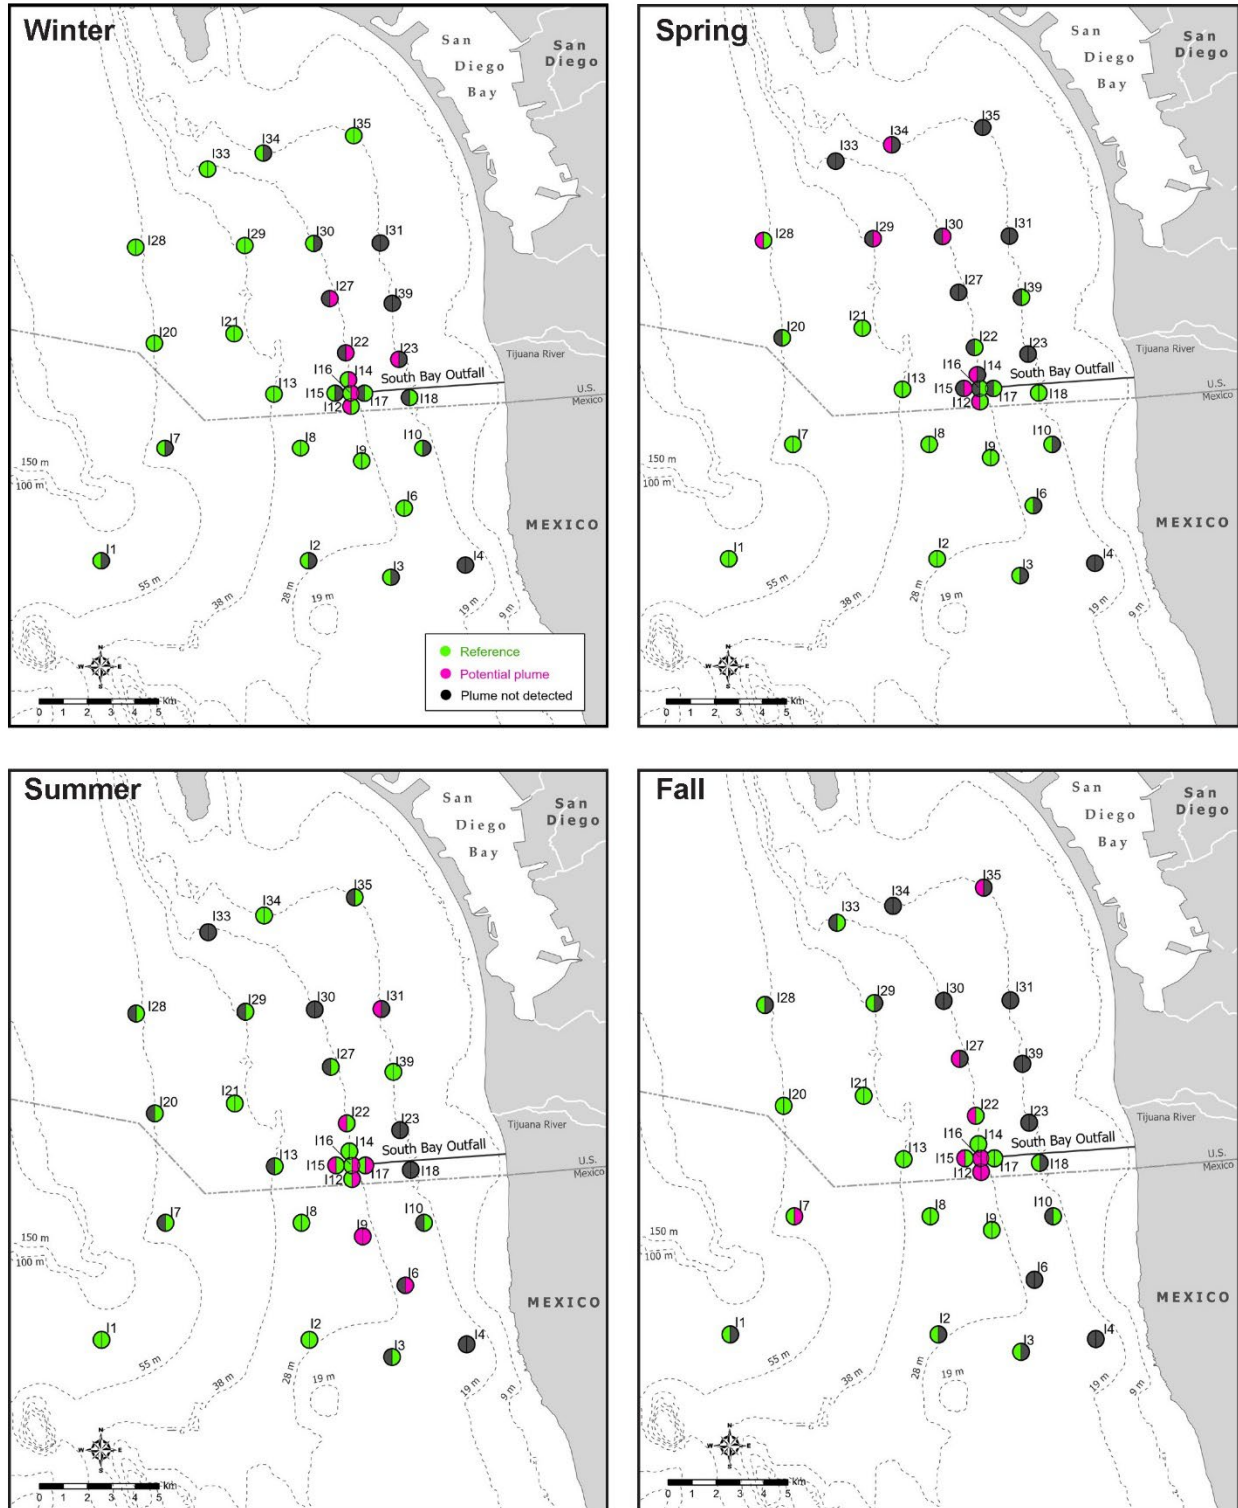 Winter
San
Diego
Bay
San
Diego
I35
I34
I33
I28
I29
I30
I31
I27
I39
I20
I21
I22
I23
Tijuana River
I16
I14
South Bay Outfall
I13
I15
I17
I18
U.S.
Mexico
I12
I7
I8
I9
I10
150 m
100 m
I6
MEXICO
I1
I2
I3
I4
55 m
38 m
28 m
19 m
19 m
9 m
N
W
E
S
Reference
Potential plume
Plume not detected
km
0 1 2 3 4 5
Spring
San
Diego
Bay
San
Diego
I35
I34
I33
I28
I29
I30
I31
I27
I39
I20
I21
I22
I23
Tijuana River
I16
I14
South Bay Outfall
I13
I15
I17
I18
U.S.
Mexico
I12
I7
I8
I9
I10
150 m
100 m
I6
MEXICO
I1
I2
I3
I4
55 m
38 m
28 m
19 m
19 m
9 m
N
W
E
S
km
0 1 2 3 4 5
Summer
San
Diego
Bay
San
Diego
I35
I34
I33
I28
I29
I30
I31
I27
I39
I20
I21
I22
I23
Tijuana River
I16
I14
South Bay Outfall
I13
I15
I17
I18
U.S.
Mexico
I12
I7
I8
I9
I10
150 m
100 m
I6
MEXICO
I1
I2
I3
I4
55 m
38 m
28 m
19 m
19 m
9 m
N
W
E
S
km
0 1 2 3 4 5
Fall
San
Diego
Bay
San
Diego
I35
I34
I33
I28
I29
I30
I31
I27
I39
I20
I21
I22
I23
Tijuana River
I16
I14
South Bay Outfall
I13
I15
I17
I18
U.S.
Mexico
I12
I7
I8
I9
I10
150 m
100 m
I6
MEXICO
I1
I2
I3
I4
55 m
38 m
28 m
19 m
19 m
9 m
N
W
E
S
km
0 1 2 3 4 5